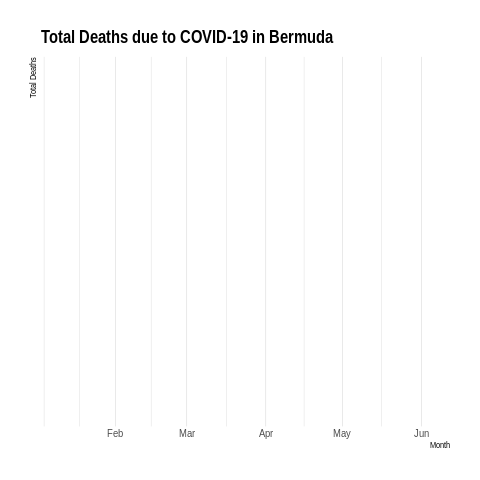 Total Deaths due to COVID-19 in Bermuda
Total Deaths
Feb Mar Apr May Jun
Month